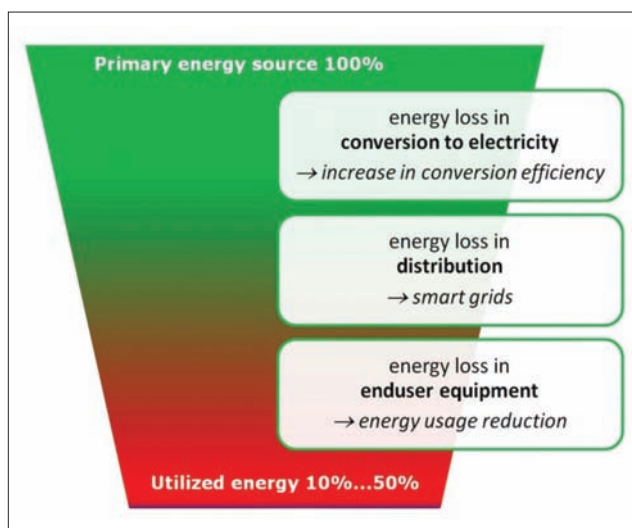 Primary energy source 100%
energy loss in
conversion to electricity
→ increase in conversion efficiency
energy loss in
distribution
→ smart grids
energy loss in
enduser equipment
→ energy usage reduction
Utilized energy 10%...50%